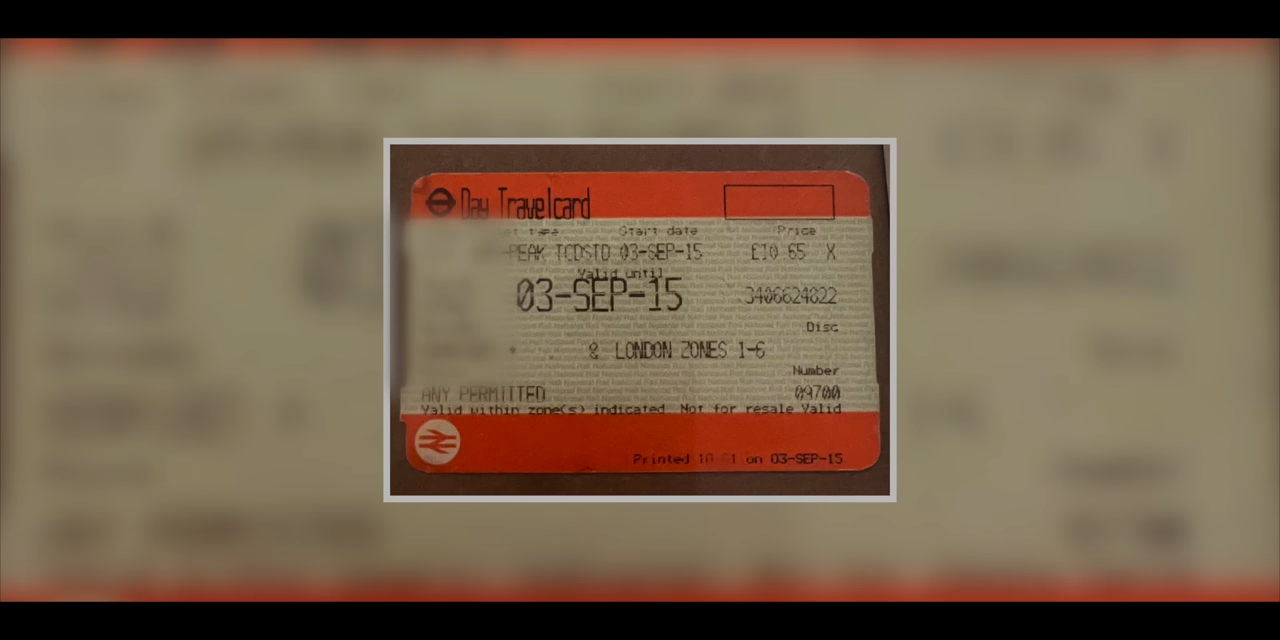 Day Travelcard
Start date Price
PEAK TCDSTD 03-SEP-15 £10 65 X
Valid until
03-SEP-15 3406624822
Disc
& LONDON ZONES 1-6
Number
ANY PERMITTED 09700
Valid within zone(s) indicated Not for resale Valid
Printed on 03-SEP-15